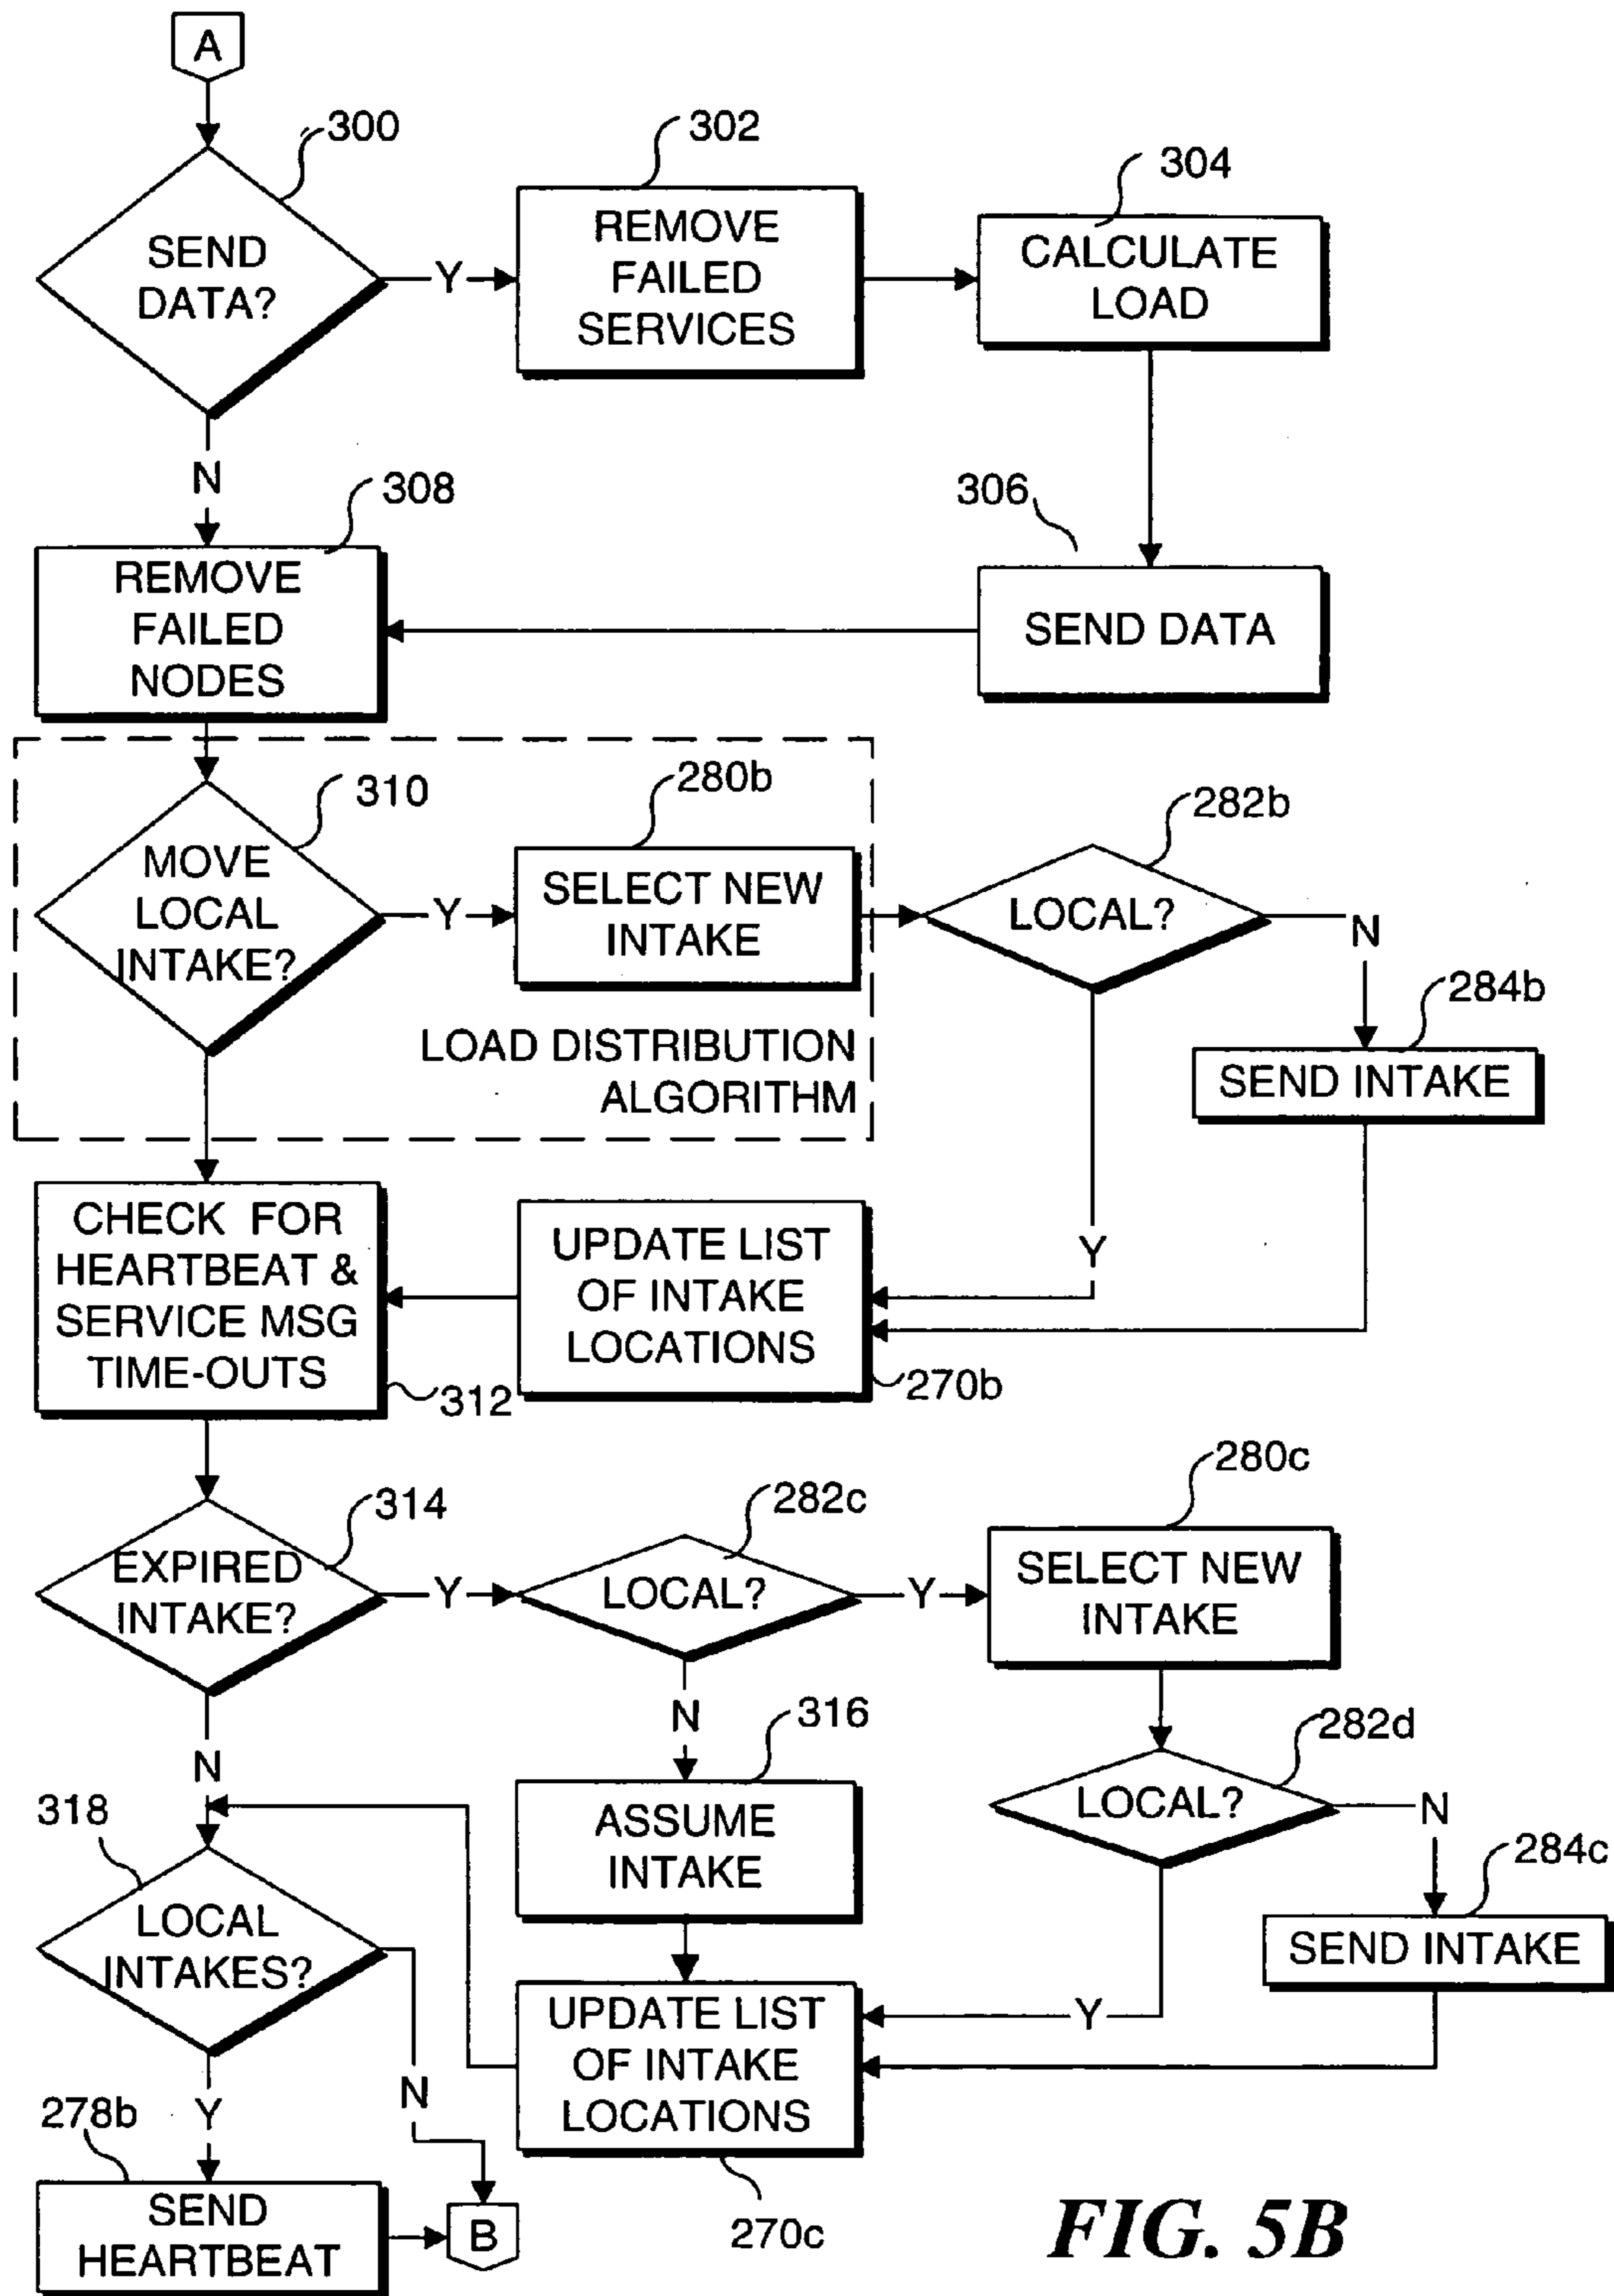 A
300
SEND
DATA?
Y
302
REMOVE
FAILED
SERVICES
304
CALCULATE
LOAD
N
308
REMOVE
FAILED
NODES
306
SEND DATA
310
MOVE
LOCAL
INTAKE?
Y
280b
SELECT NEW
INTAKE
LOAD DISTRIBUTION
ALGORITHM
282b
LOCAL?
N
284b
SEND INTAKE
Y
CHECK FOR
HEARTBEAT &
SERVICE MSG
TIME-OUTS
312
UPDATE LIST
OF INTAKE
LOCATIONS
270b
314
EXPIRED
INTAKE?
Y
282c
LOCAL?
Y
280c
SELECT NEW
INTAKE
N
N
316
ASSUME
INTAKE
282d
LOCAL?
N
284c
SEND INTAKE
318
LOCAL
INTAKES?
Y
UPDATE LIST
OF INTAKE
LOCATIONS
270c
Y
N
278b
SEND
HEARTBEAT
B
FIG. 5B